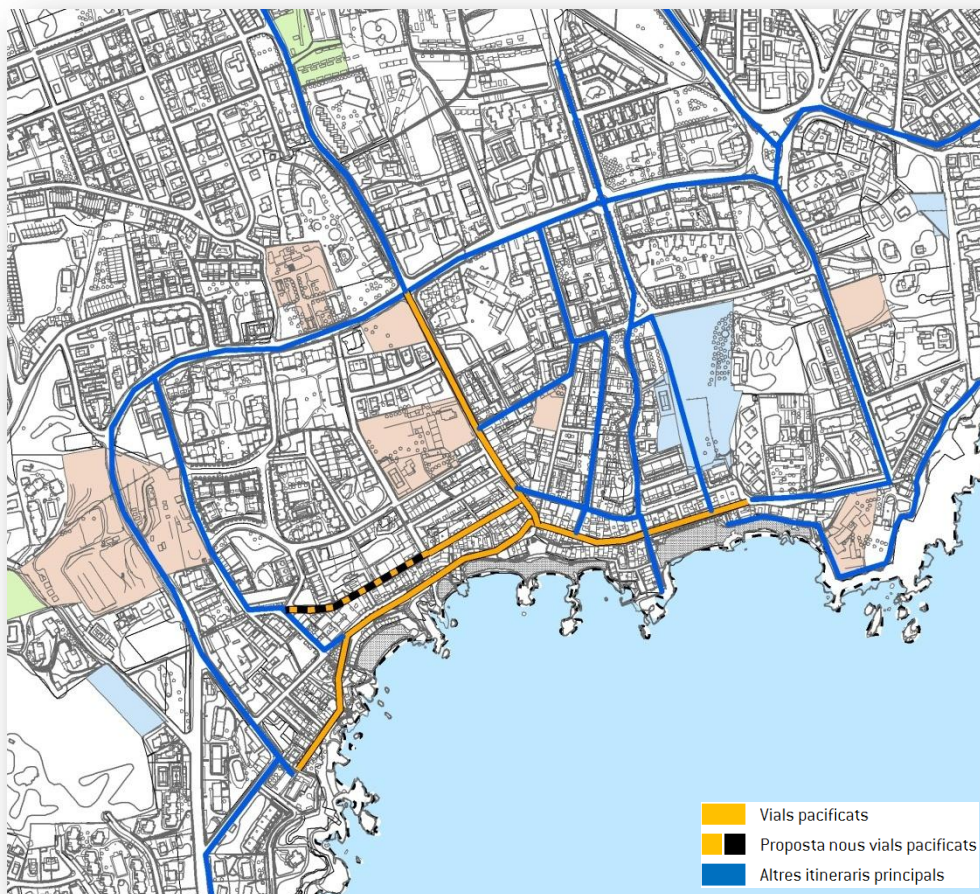 Vials pacificats
Proposta nous vials pacificats
Altres itineraris principals